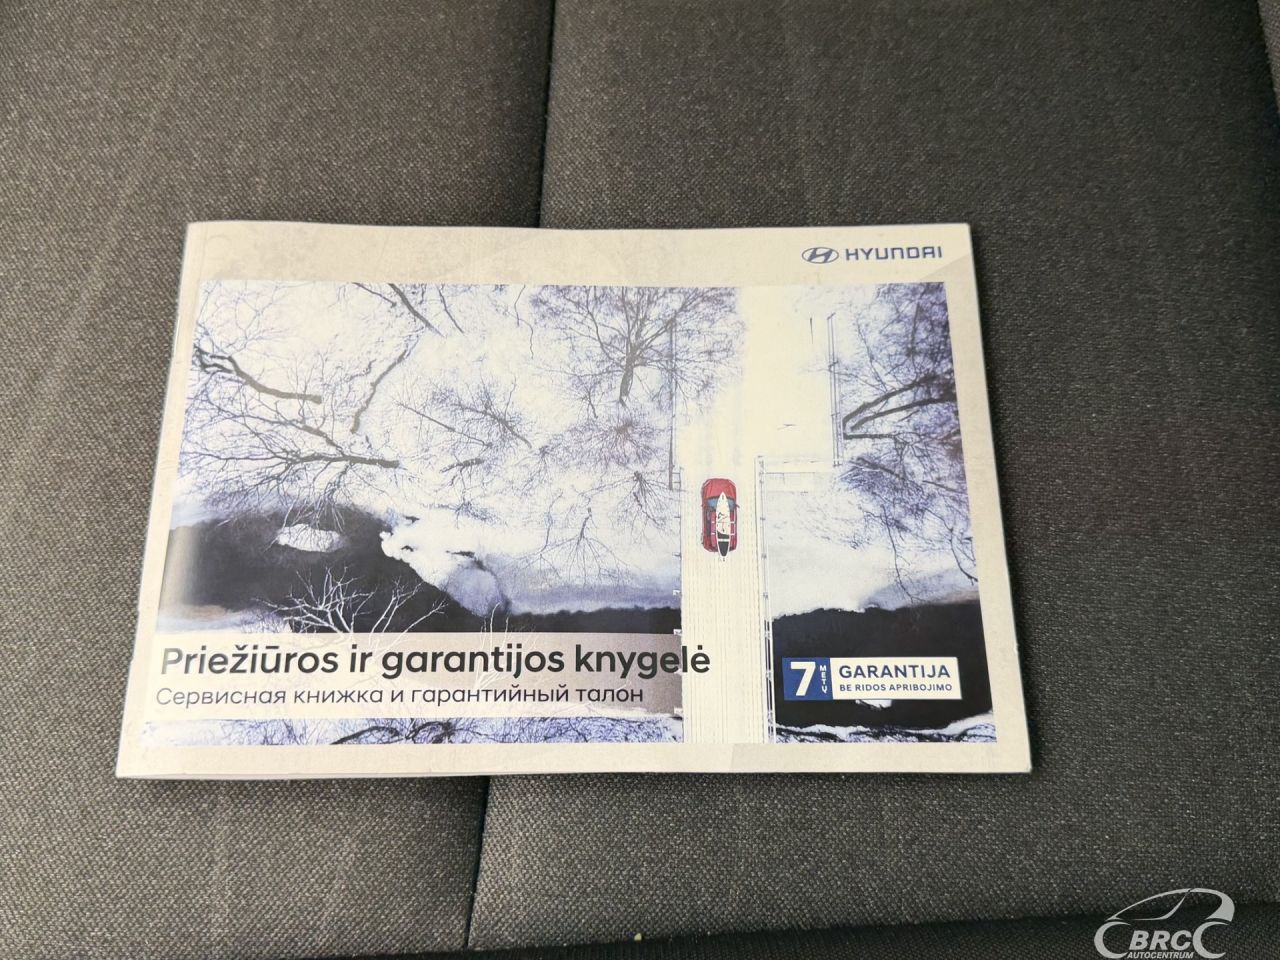 HYUNDAI
Priežiūros ir garantijos knygelė
Сервисная книжка и гарантийный талон
7 METŲ GARANTIJA
BE RIDOS APRIBOJIMO
BRC
AUTOCENTRUM